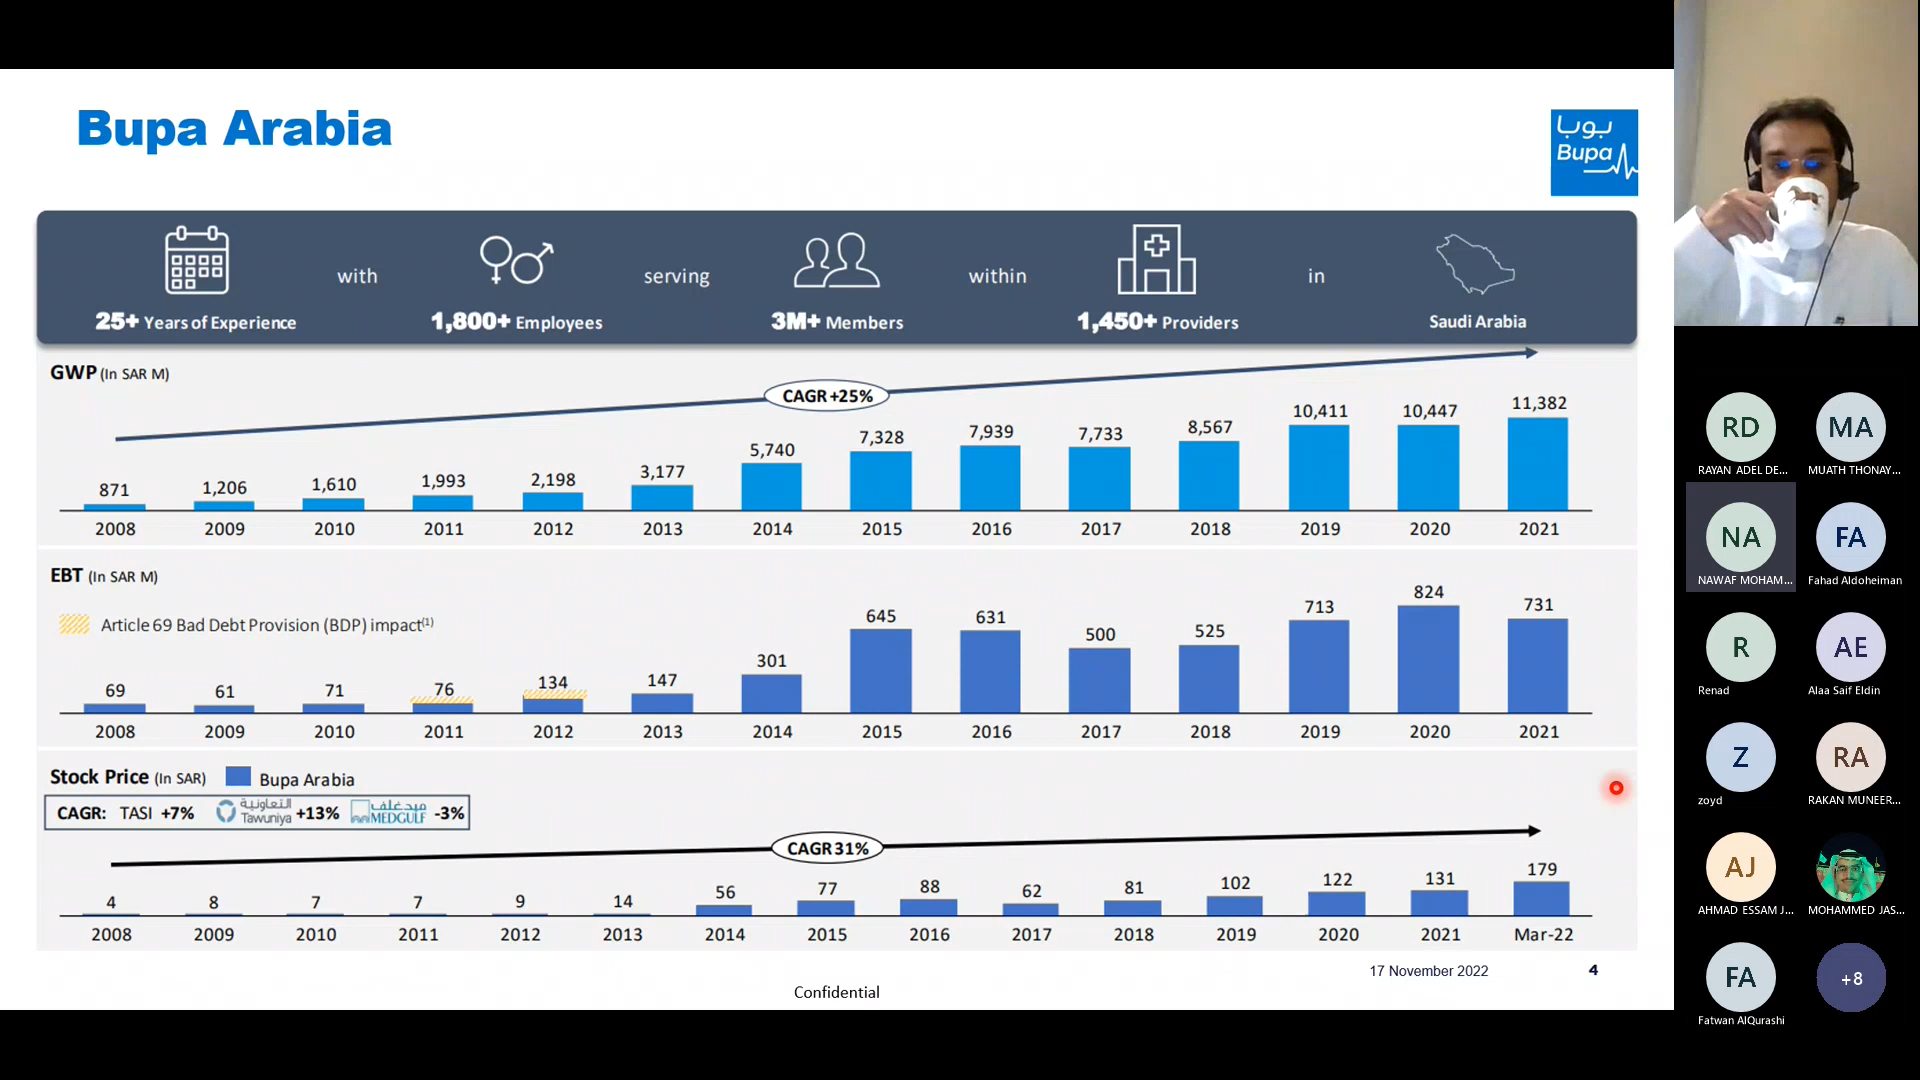 Bupa Arabia
بوبا
Bupa
with
serving
within
in
25+ Years of Experience
1,800+ Employees
3M+ Members
1,450+ Providers
Saudi Arabia
GWP (In SAR M)
CAGR +25%
871 1,206 1,610 1,993 2,198 3,177 5,740 7,328 7,939 7,733 8,567 10,411 10,447 11,382
2008 2009 2010 2011 2012 2013 2014 2015 2016 2017 2018 2019 2020 2021
EBT (In SAR M)
Article 69 Bad Debt Provision (BDP) impact(1)
69 61 71 76 134 147 301 645 631 500 525 713 824 731
2008 2009 2010 2011 2012 2013 2014 2015 2016 2017 2018 2019 2020 2021
Stock Price (In SAR) Bupa Arabia
CAGR: TASI +7% التعاونية Tawuniya +13% ميدغلف MEDGULF -3%
CAGR 31%
4 8 7 7 9 14 56 77 88 62 81 102 122 131 179
2008 2009 2010 2011 2012 2013 2014 2015 2016 2017 2018 2019 2020 2021 Mar-22
17 November 2022 4
Confidential
RD MA
RAYAN ADEL DE... MUATH THONAY...
NA FA
NAWAF MOHAM... Fahad Aldoheiman
R AE
Renad Alaa Saif Eldin
Z RA
zoyd RAKAN MUNEER...
AJ
AHMAD ESSAM J... MOHAMMED JAS...
FA +8
Fatwan AlQurashi